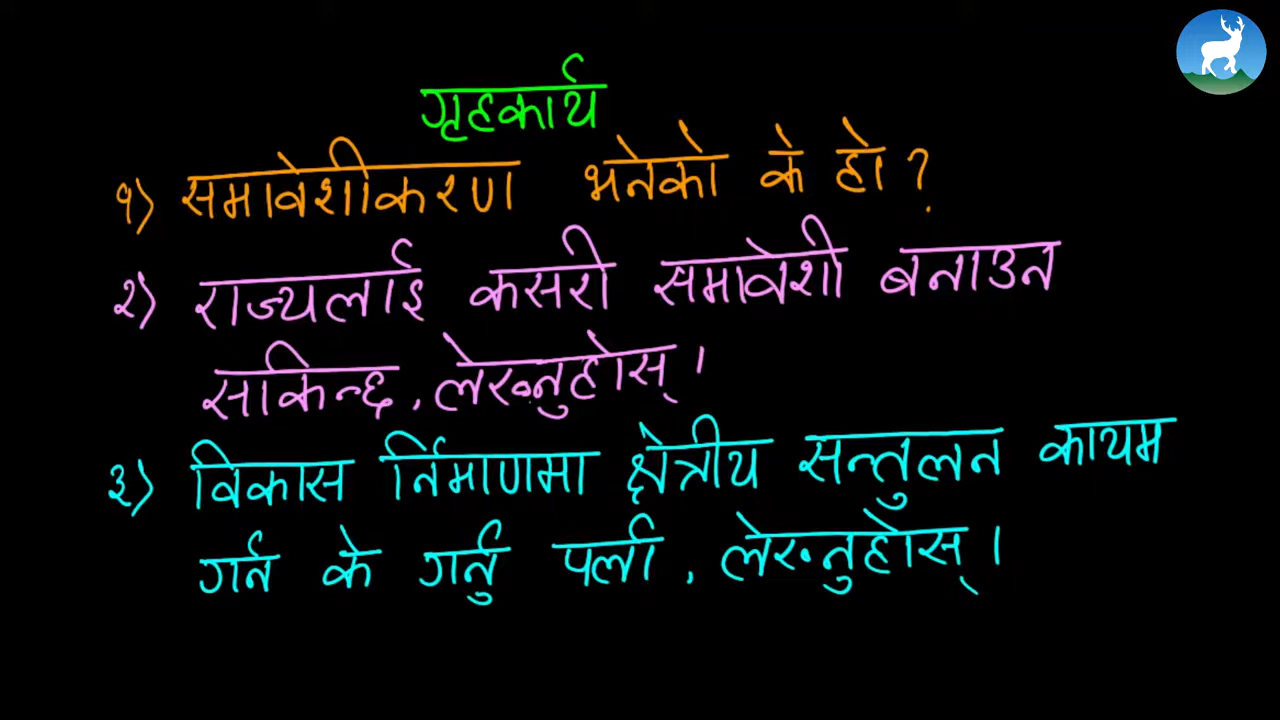 गृहकार्य
१) समावेशीकरण भनेको के हो ?
२) राज्यलाई कसरी समावेशी बनाउन
सकिन्छ, लेख्नुहोस् ।
३) विकास निर्माणमा क्षेत्रीय सन्तुलन कायम
गर्न के गर्नु पर्ला, लेख्नुहोस् ।